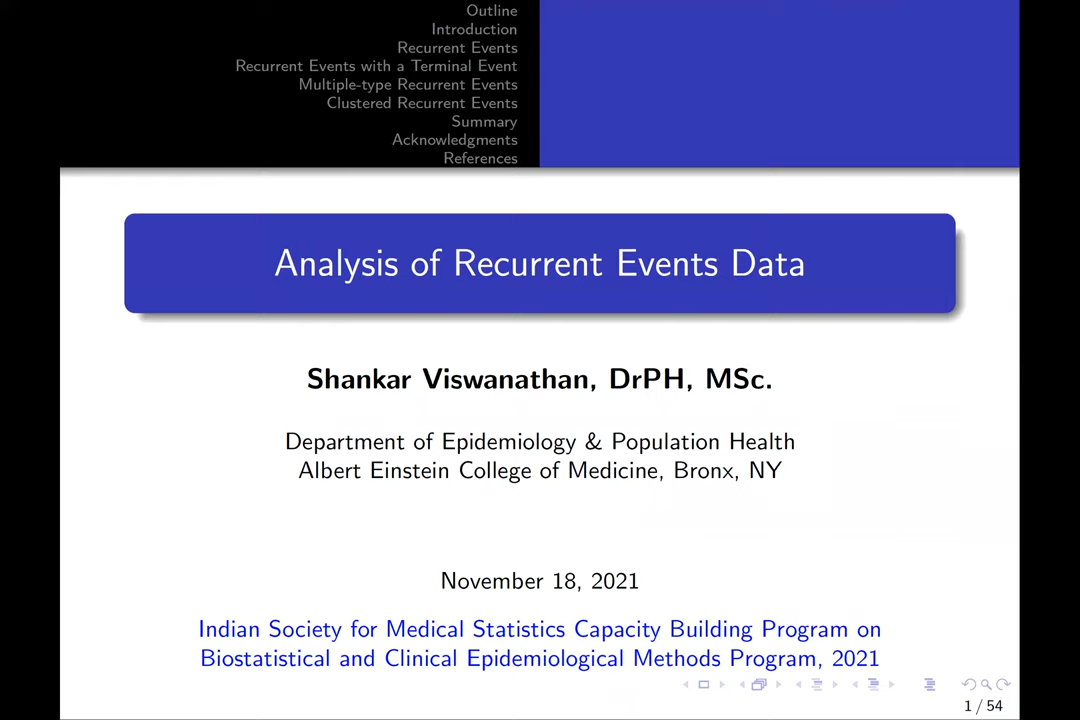 Outline
Introduction
Recurrent Events
Recurrent Events with a Terminal Event
Multiple-type Recurrent Events
Clustered Recurrent Events
Summary
Acknowledgments
References
Analysis of Recurrent Events Data
Shankar Viswanathan, DrPH, MSc.
Department of Epidemiology & Population Health
Albert Einstein College of Medicine, Bronx, NY
November 18, 2021
Indian Society for Medical Statistics Capacity Building Program on
Biostatistical and Clinical Epidemiological Methods Program, 2021
1 / 54